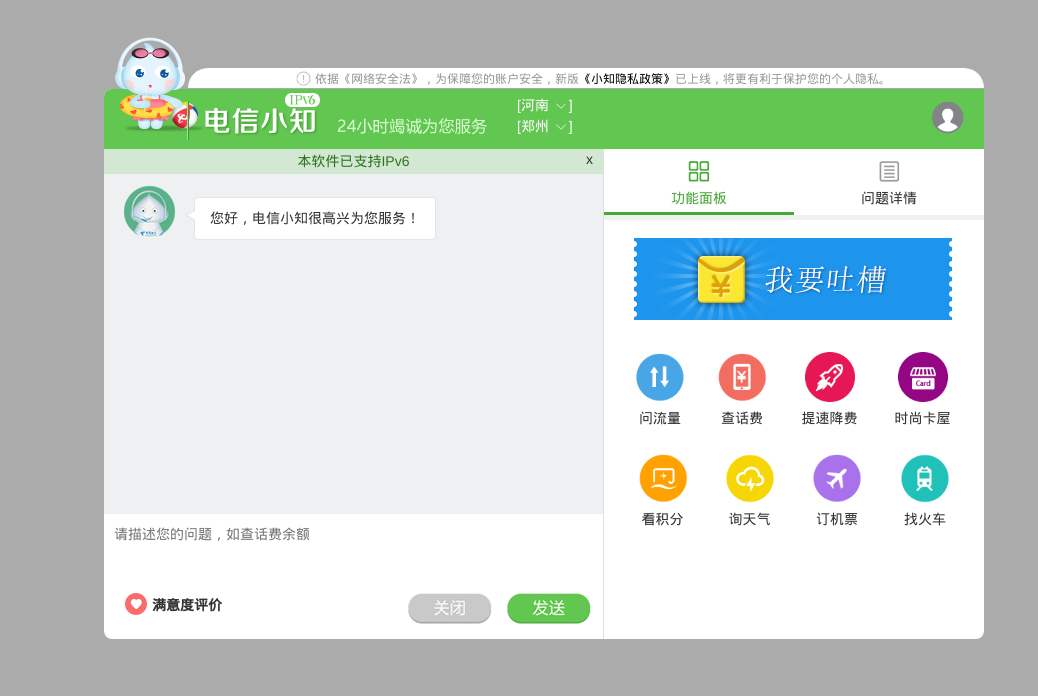 依据《网络安全法》，为保障您的账户安全，新版《小知隐私政策》已上线，将更有利于保护您的个人隐私。
IPv6
电信小知
24小时竭诚为您服务
[河南]
[郑州]
本软件已支持IPv6
x
功能面板
问题详情
您好，电信小知很高兴为您服务！
我要吐槽
问流量
查话费
提速降费
Card
时尚卡屋
看积分
询天气
订机票
找火车
请描述您的问题，如查话费余额
满意度评价
关闭
发送